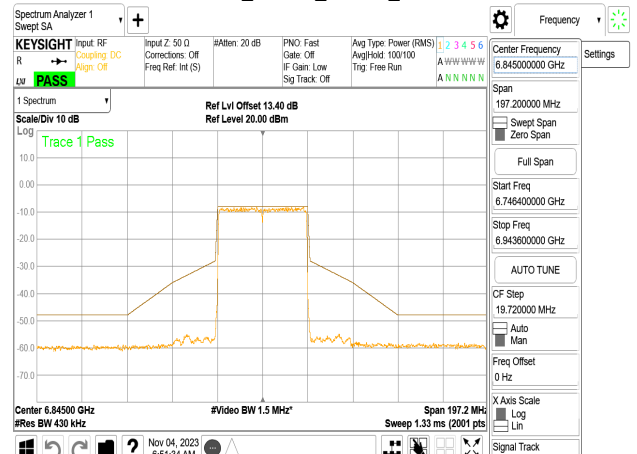 Spectrum Analyzer 1
Swept SA
Frequency
KEYSIGHT
R
LNI
PASS
Input: RF
Coupling: DC
Align: Off
Input Z: 50 Ω
Corrections: Off
Freq Ref: Int (S)
#Atten: 20 dB
PNO: Fast
Gate: Off
IF Gain: Low
Sig Track: Off
Avg Type: Power (RMS)
Avg|Hold: 100/100
Trig: Free Run
1 2 3 4 5 6
A W W W W W
A N N N N N
Center Frequency
6.845000000 GHz
Settings
Span
197.200000 MHz
Swept Span
Zero Span
Full Span
Start Freq
6.746400000 GHz
Stop Freq
6.943600000 GHz
AUTO TUNE
CF Step
19.720000 MHz
Auto
Man
Freq Offset
0 Hz
X Axis Scale
Log
Lin
Signal Track
1 Spectrum
Scale/Div 10 dB
Ref Lvl Offset 13.40 dB
Ref Level 20.00 dBm
Log
Trace 1 Pass
10.0
0.00
-10.0
-20.0
-30.0
-40.0
-50.0
-60.0
-70.0
Center 6.84500 GHz
#Video BW 1.5 MHz*
Span 197.2 MHz
#Res BW 430 kHz
Sweep 1.33 ms (2001 pts
?
Nov 04, 2023